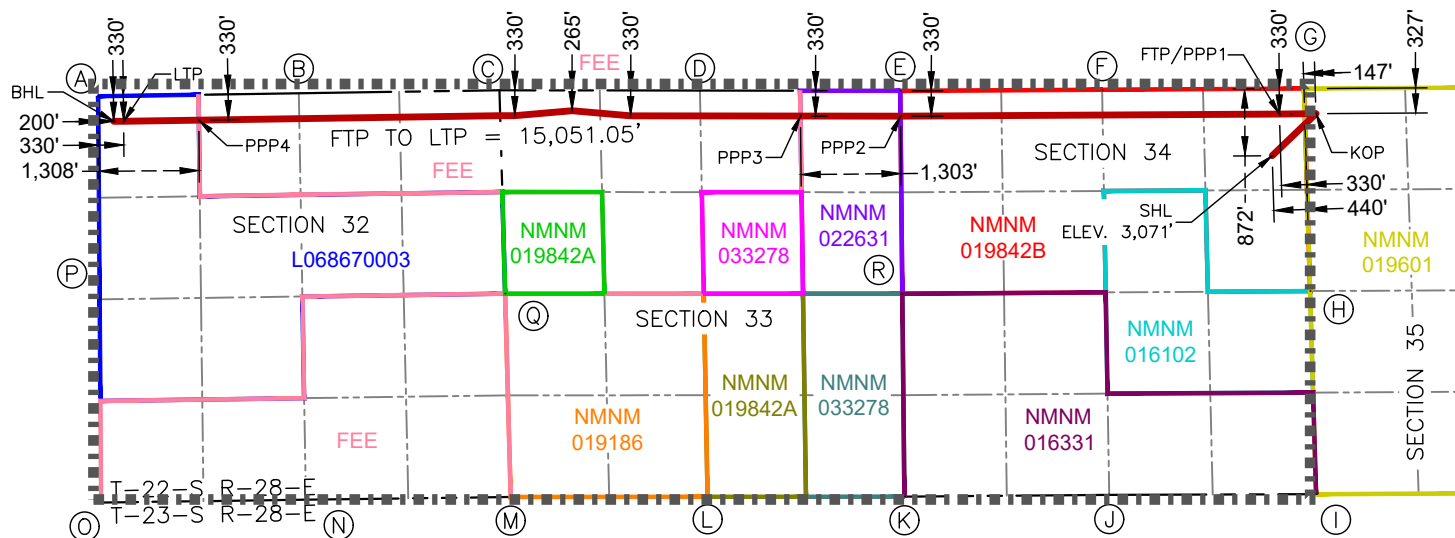 330'
330'
330'
265'
330'
330'
330'
FTP/PPP1
330'
G
327'
A
LTP
B
C
FEE
D
E
F
147'
BHL
200'
330'
1,308'
PPP4
FTP TO LTP = 15,051.05'
FEE
PPP3
PPP2
1,303'
SECTION 34
KOP
330'
440'
872'
SHL
ELEV. 3,071'
SECTION 32
L068670003
NMNM
019842A
NMNM
033278
NMNM
022631
R
NMNM
019842B
NMNM
019601
P
Q
SECTION 33
H
NMNM
016102
SECTION 35
FEE
NMNM
019186
NMNM
019842A
NMNM
033278
NMNM
016331
T-22-S R-28-E
T-23-S R-28-E
O
N
M
L
K
J
I